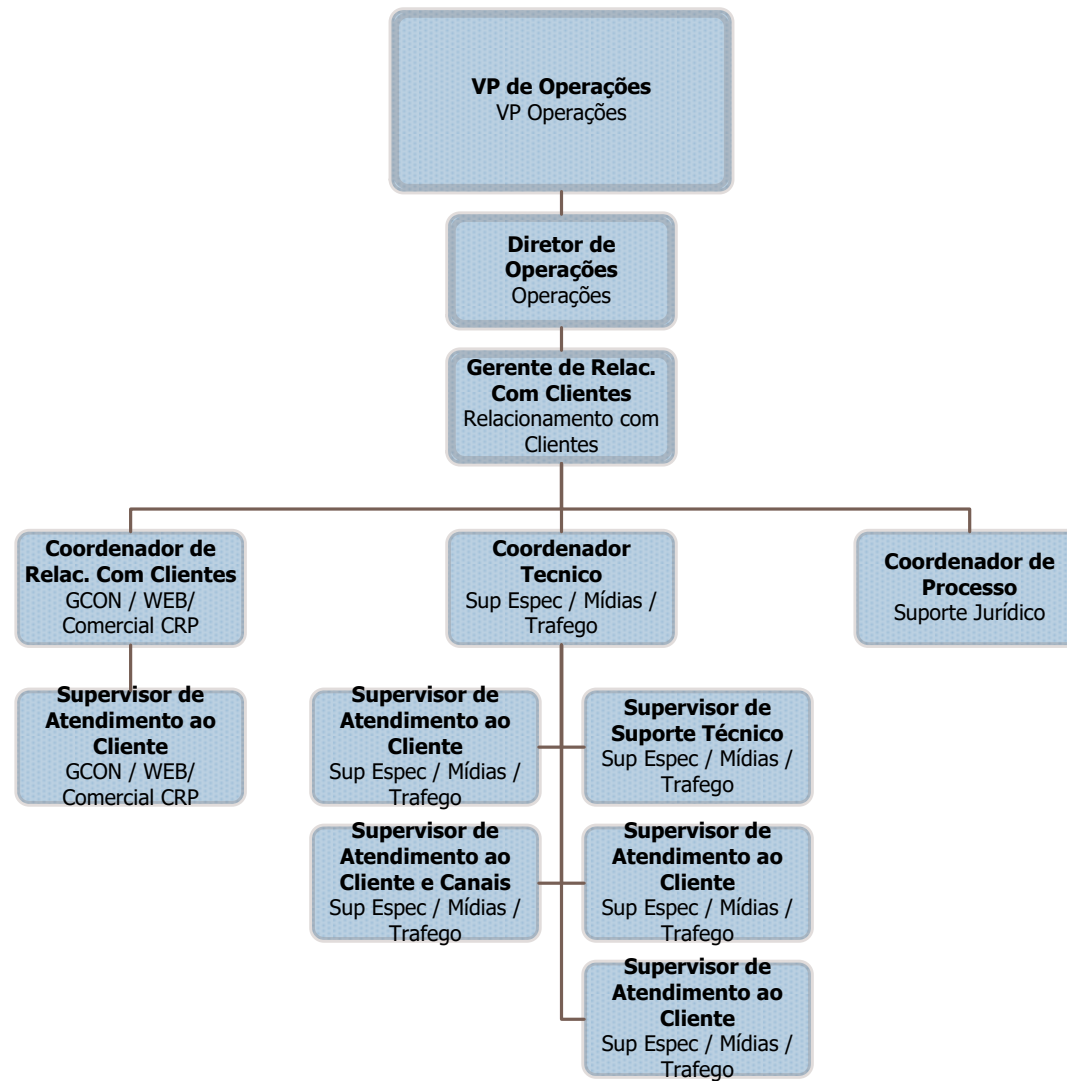 VP de Operações
VP Operações
Diretor de
Operações
Operações
Gerente de Relac.
Com Clientes
Relacionamento com
Clientes
Coordenador de
Relac. Com Clientes
GCON / WEB/
Comercial CRP
Coordenador
Tecnico
Sup Espec / Mídias /
Trafego
Coordenador de
Processo
Suporte Jurídico
Supervisor de
Atendimento ao
Cliente
GCON / WEB/
Comercial CRP
Supervisor de
Atendimento ao
Cliente
Sup Espec / Mídias /
Trafego
Supervisor de
Suporte Técnico
Sup Espec / Mídias /
Trafego
Supervisor de
Atendimento ao
Cliente e Canais
Sup Espec / Mídias /
Trafego
Supervisor de
Atendimento ao
Cliente
Sup Espec / Mídias /
Trafego
Supervisor de
Atendimento ao
Cliente
Sup Espec / Mídias /
Trafego